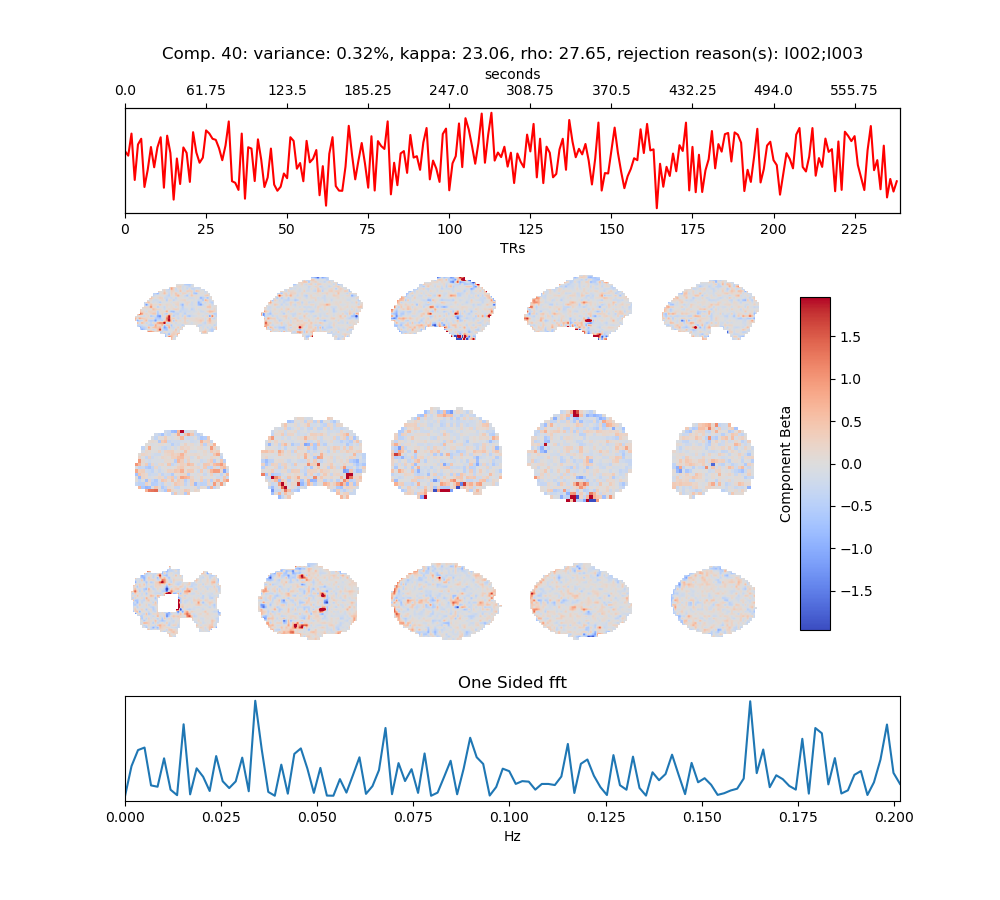 Comp. 40: variance: 0.32%, kappa: 23.06, rho: 27.65, rejection reason(s): I002;I003
seconds
0.0 61.75 123.5 185.25 247.0 308.75 370.5 432.25 494.0 555.75
0 25 50 75 100 125 150 175 200 225
TRs
1.5
1.0
0.5
0.0
−0.5
−1.0
−1.5
Component Beta
One Sided fft
0.000 0.025 0.050 0.075 0.100 0.125 0.150 0.175 0.200
Hz